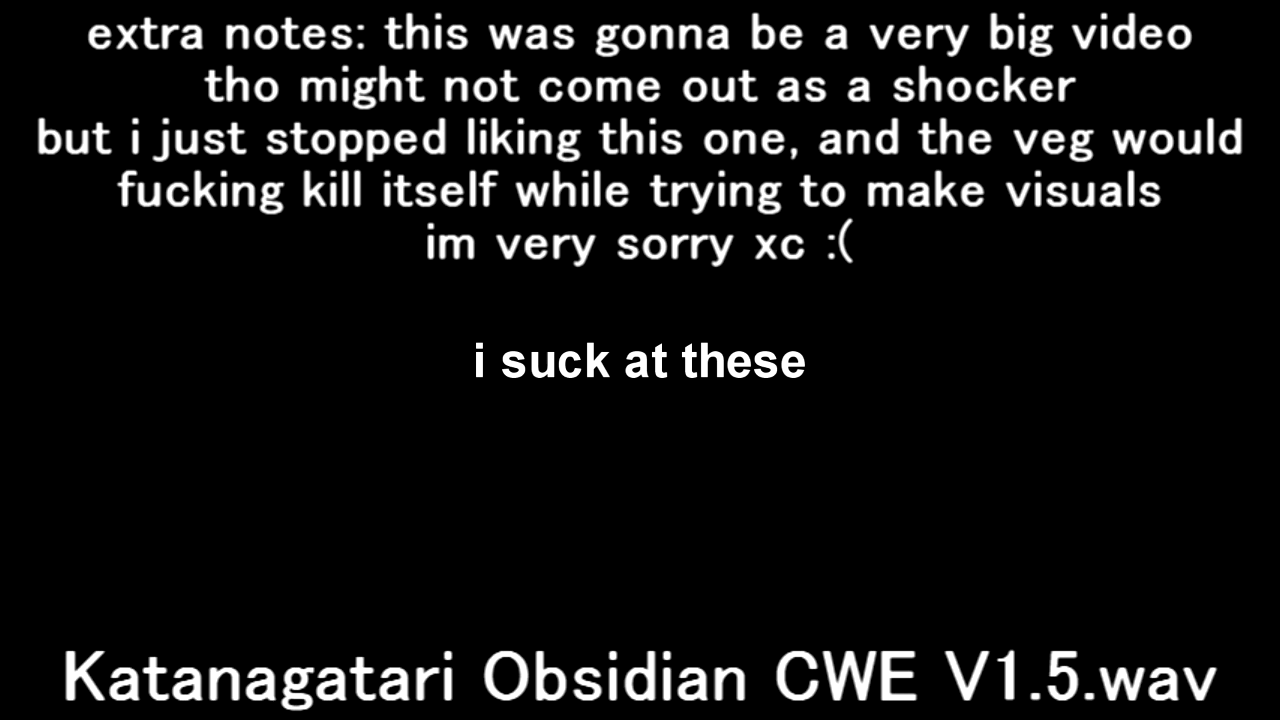 extra notes: this was gonna be a very big video
tho might not come out as a shocker
but i just stopped liking this one, and the veg would
fucking kill itself while trying to make visuals
im very sorry xc :(
i suck at these
Katanagatari Obsidian CWE V1.5.wav